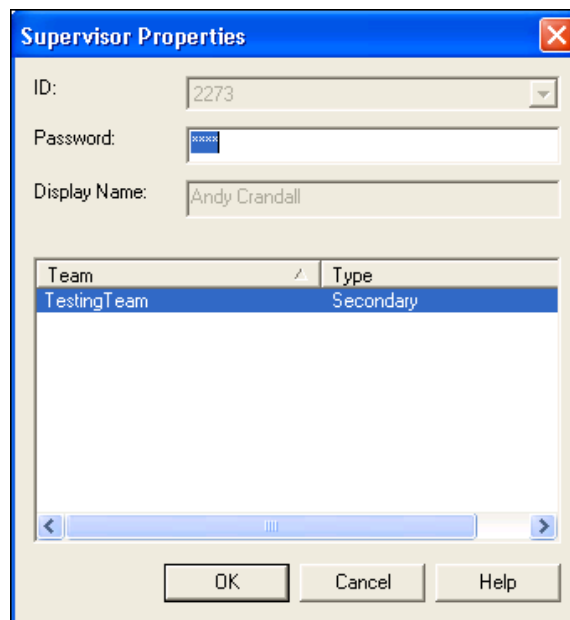 Supervisor Properties
ID: 2273
Password: ****
Display Name: Andy Crandall
Team Type
TestingTeam Secondary
OK Cancel Help